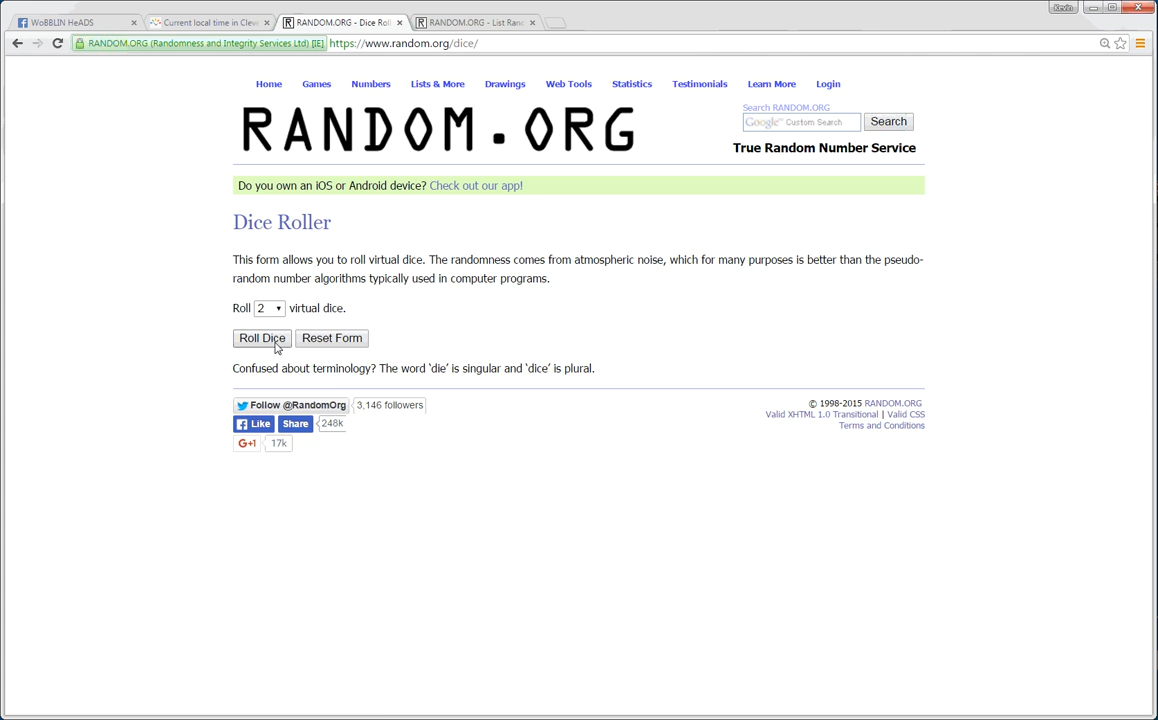 Kevin
WoBBLIN HeADS
Current local time in Clev
RANDOM.ORG - Dice Roll
RANDOM.ORG - List Rand
RANDOM.ORG (Randomness and Integrity Services Ltd) [IE] https://www.random.org/dice/
Home Games Numbers Lists & More Drawings Web Tools Statistics Testimonials Learn More Login
RANDOM.ORG
Search RANDOM.ORG
Google™ Custom Search Search
True Random Number Service
Do you own an iOS or Android device? Check out our app!
Dice Roller
This form allows you to roll virtual dice. The randomness comes from atmospheric noise, which for many purposes is better than the pseudo-
random number algorithms typically used in computer programs.
Roll 2 virtual dice.
Roll Dice Reset Form
Confused about terminology? The word ‘die’ is singular and ‘dice’ is plural.
Follow @RandomOrg 3,146 followers
Like Share 248k
G+1 17k
© 1998-2015 RANDOM.ORG
Valid XHTML 1.0 Transitional | Valid CSS
Terms and Conditions